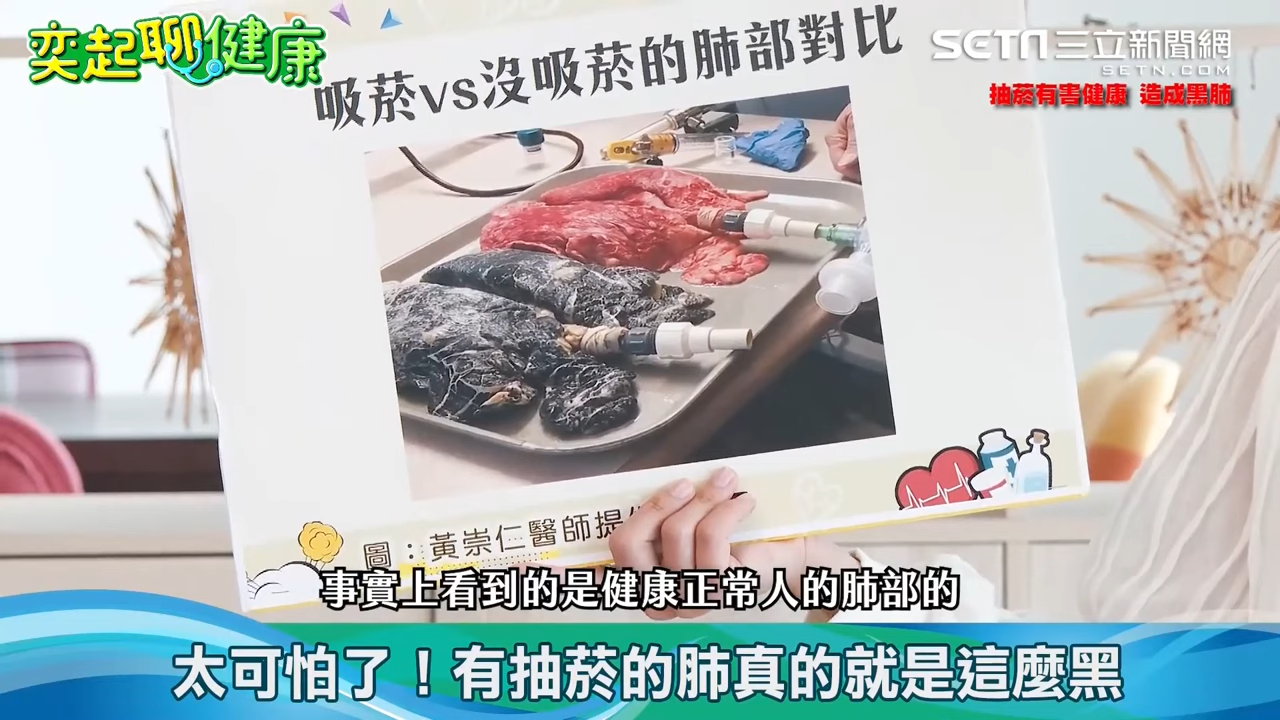 奕起聊健康
SETN三立新聞網
SETN.COM
抽菸有害健康 造成黑肺
吸菸vs沒吸菸的肺部對比
圖：黃崇仁醫師提
事實上看到的是健康正常人的肺部的
太可怕了！有抽菸的肺真的就是這麼黑